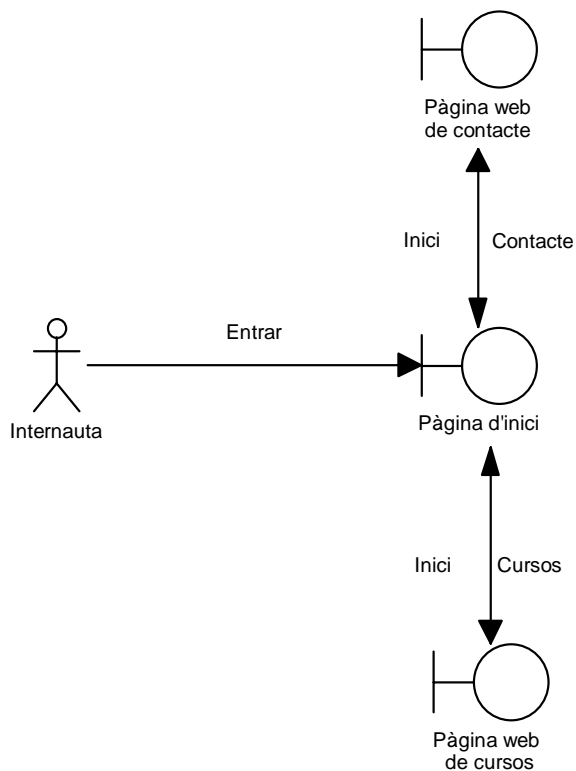 Pàgina web
de contacte
Inici
Contacte
Entrar
Internauta
Pàgina d'inici
Inici
Cursos
Pàgina web
de cursos